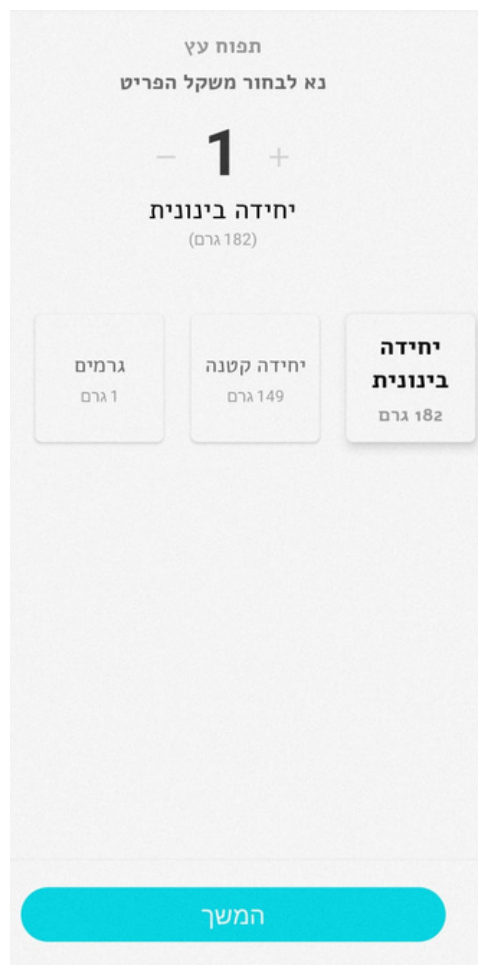 תפוח עץ
נא לבחור משקל הפריט
− 1 +
יחידה בינונית
(182 גרם)
יחידה
בינונית
182 גרם
יחידה קטנה
149 גרם
גרמים
1 גרם
המשך